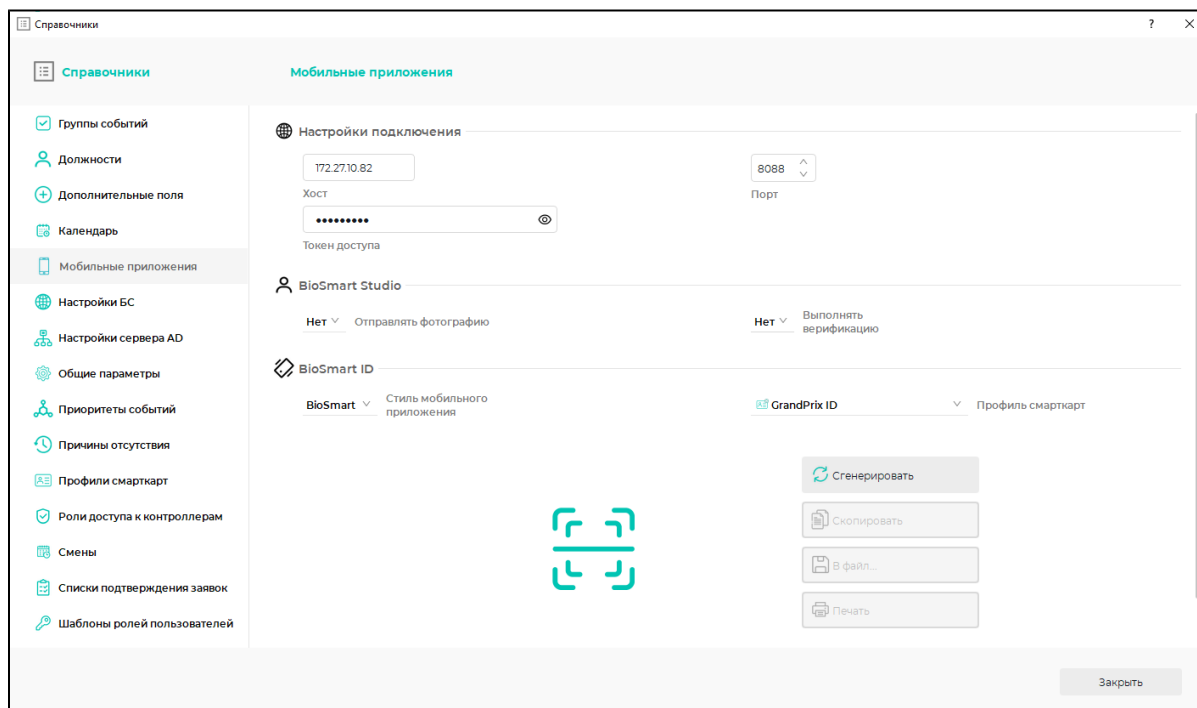 Справочники
?
Справочники
Мобильные приложения
Группы событий
Должности
Дополнительные поля
Календарь
Мобильные приложения
Настройки БС
Настройки сервера AD
Общие параметры
Приоритеты событий
Причины отсутствия
Профили смарткарт
Роли доступа к контроллерам
Смены
Списки подтверждения заявок
Шаблоны ролей пользователей
Настройки подключения
172.27.10.82
8088
Хост
Порт
•••••••••
Токен доступа
BioSmart Studio
Нет Отправлять фотографию
Нет Выполнять
верификацию
BioSmart ID
BioSmart Стиль мобильного
приложения
GrandPrix ID Профиль смарткарт
Сгенерировать
Скопировать
В файл...
Печать
Закрыть